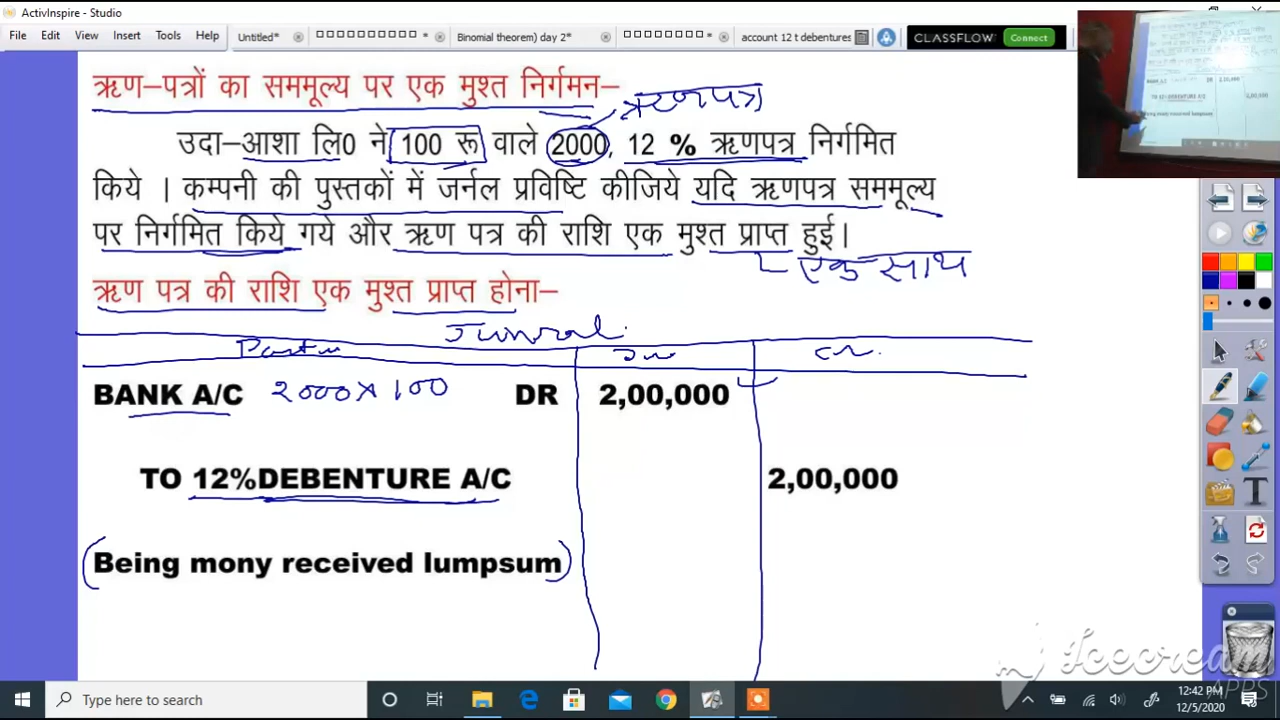 ActivInspire - Studio
File Edit View Insert Tools Help Untitled* Binomial theorem) day 2* account 12 t debentures CLASSFLOW Connect
ऋण-पत्रों का सममूल्य पर एक मुश्त निर्गमन-
ऋणपत्र
उदा-आशा लि0 ने 100 रू वाले 2000, 12 % ऋणपत्र निर्गमित
किये । कम्पनी की पुस्तकों में जर्नल प्रविष्टि कीजिये यदि ऋणपत्र सममूल्य
पर निर्गमित किये गये और ऋण पत्र की राशि एक मुश्त प्राप्त हुई।
एक साथ
ऋण पत्र की राशि एक मुश्त प्राप्त होना-
BANK A/C 2000 X 100 DR 2,00,000
TO 12%DEBENTURE A/C 2,00,000
(Being mony received lumpsum)
Icecream
APPS
Type here to search
12:42 PM
12/5/2020